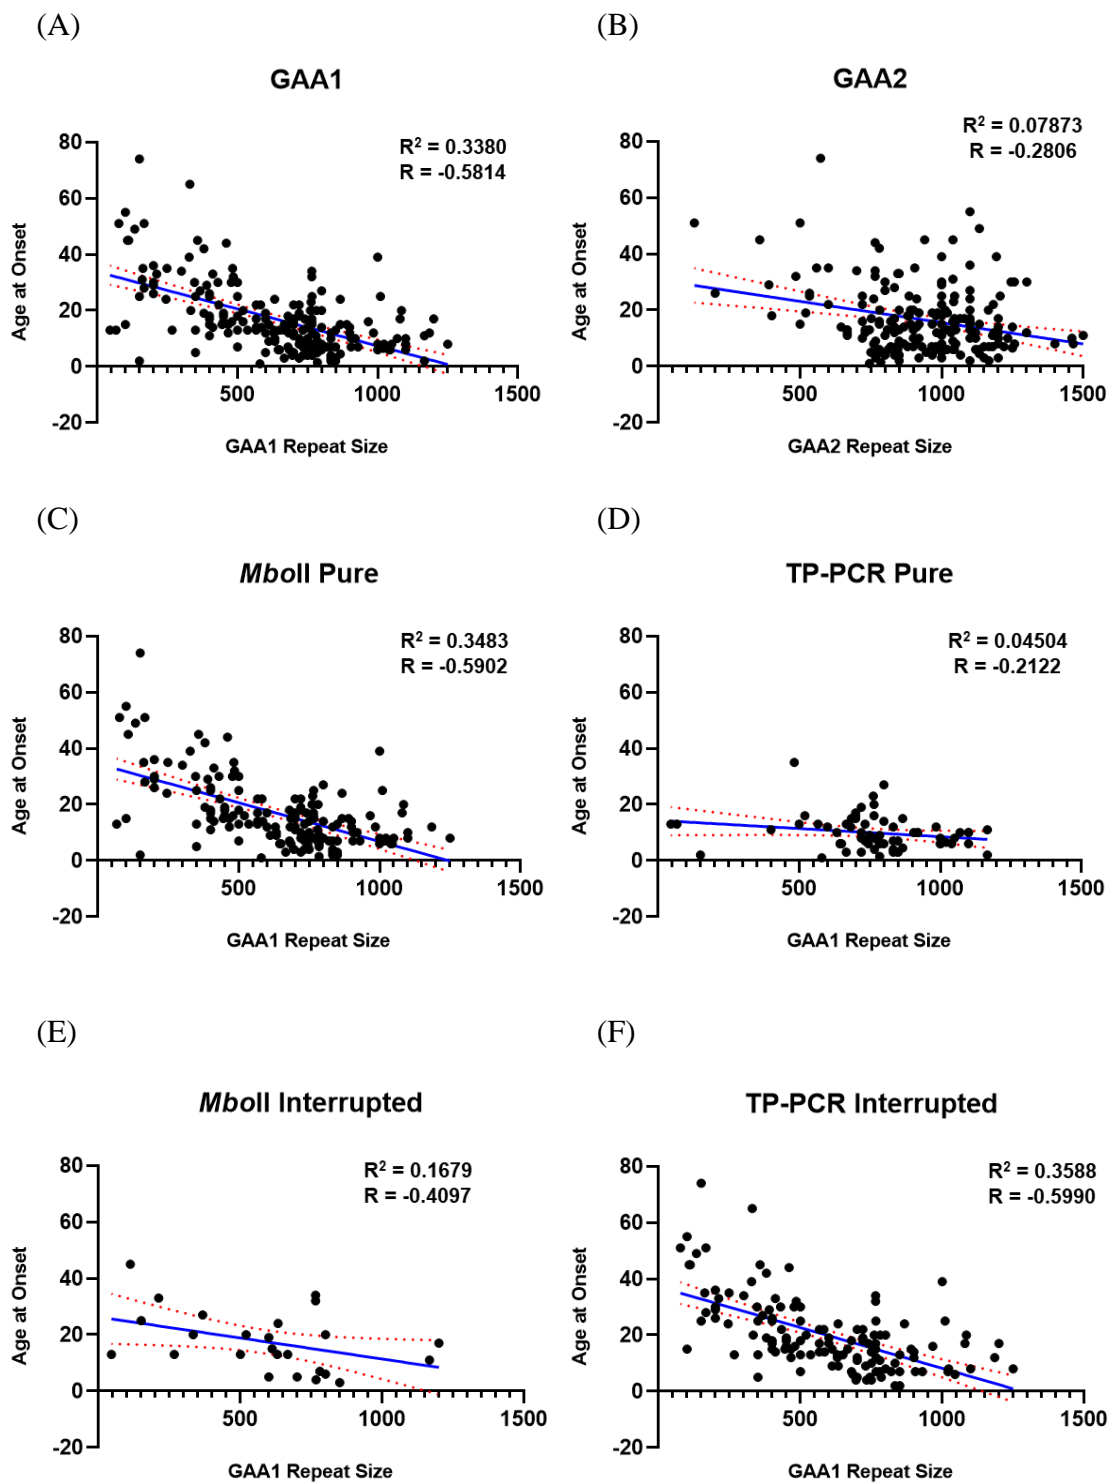 (A)
(B)
GAA1
GAA2
R² = 0.3380
R = -0.5814
R² = 0.07873
R = -0.2806
80
60
40
20
0
-20
500
1000
1500
Age at Onset
GAA1 Repeat Size
80
60
40
20
0
-20
500
1000
1500
Age at Onset
GAA2 Repeat Size
(C)
(D)
MboII Pure
TP-PCR Pure
R² = 0.3483
R = -0.5902
R² = 0.04504
R = -0.2122
80
60
40
20
0
-20
500
1000
1500
Age at Onset
GAA1 Repeat Size
80
60
40
20
0
-20
500
1000
1500
Age at Onset
GAA1 Repeat Size
(E)
(F)
MboII Interrupted
TP-PCR Interrupted
R² = 0.1679
R = -0.4097
R² = 0.3588
R = -0.5990
80
60
40
20
0
-20
500
1000
1500
Age at Onset
GAA1 Repeat Size
80
60
40
20
0
-20
500
1000
1500
Age at Onset
GAA1 Repeat Size